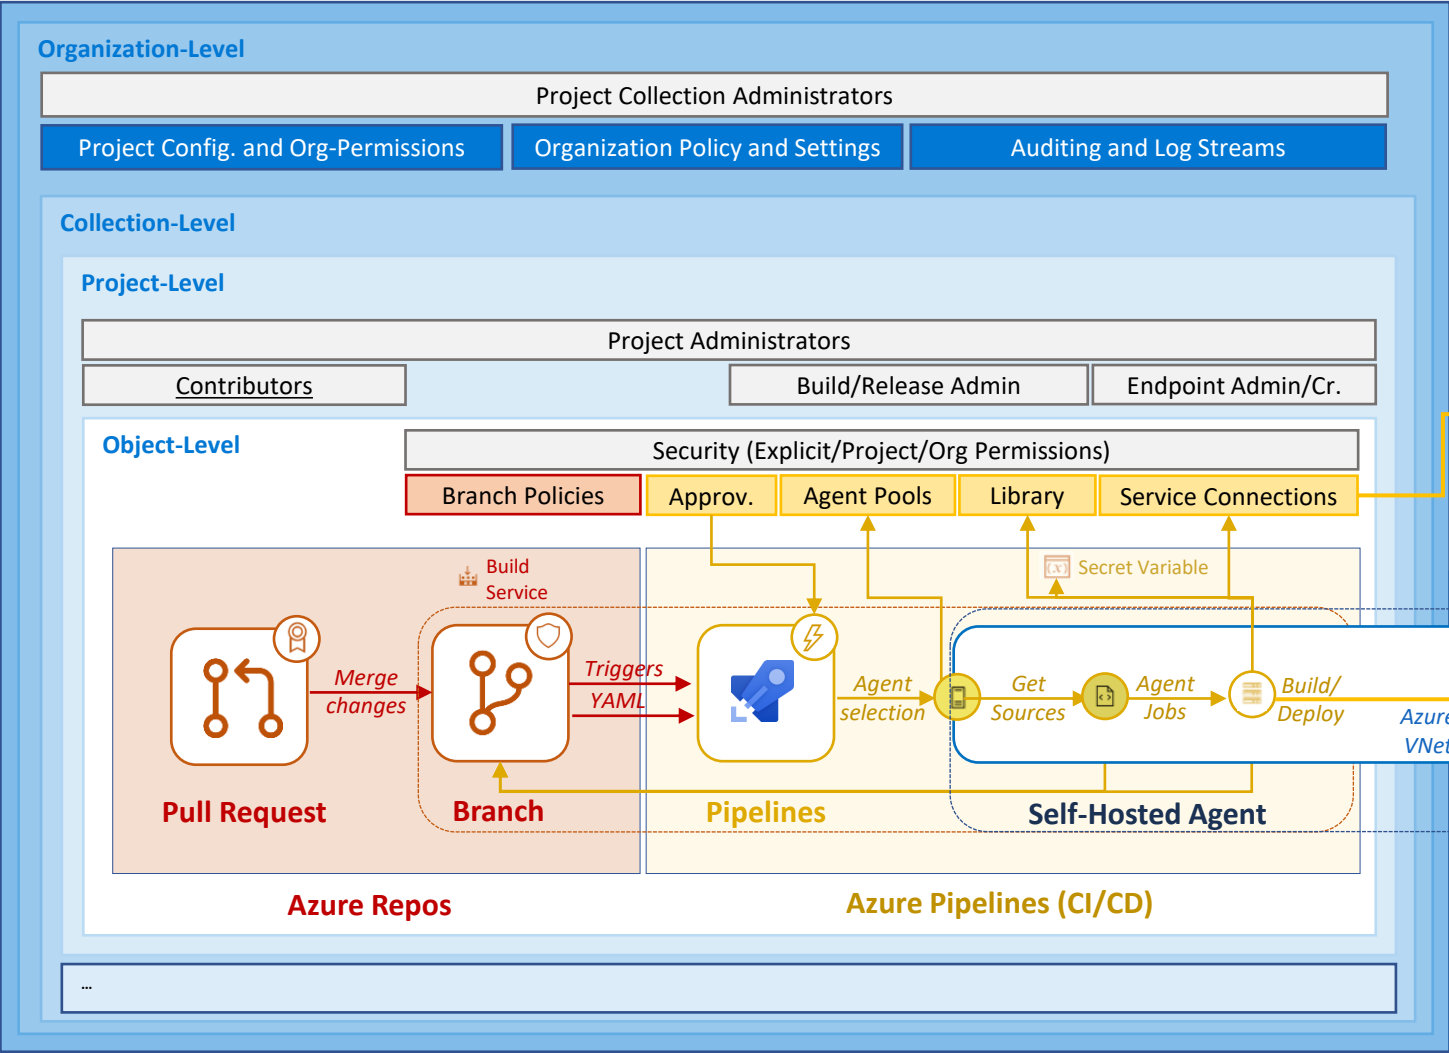 Organization-Level
Project Collection Administrators
Project Config. and Org-Permissions
Organization Policy and Settings
Auditing and Log Streams
Collection-Level
Project-Level
Project Administrators
Contributors
Build/Release Admin
Endpoint Admin/Cr.
Object-Level
Security (Explicit/Project/Org Permissions)
Branch Policies
Approv.
Agent Pools
Library
Service Connections
Build
Service
(x) Secret Variable
Merge
changes
Triggers
YAML
Agent
selection
Get
Sources
Agent
Jobs
Build/
Deploy
Azure
VNet
Pull Request
Branch
Pipelines
Self-Hosted Agent
Azure Repos
Azure Pipelines (CI/CD)
...